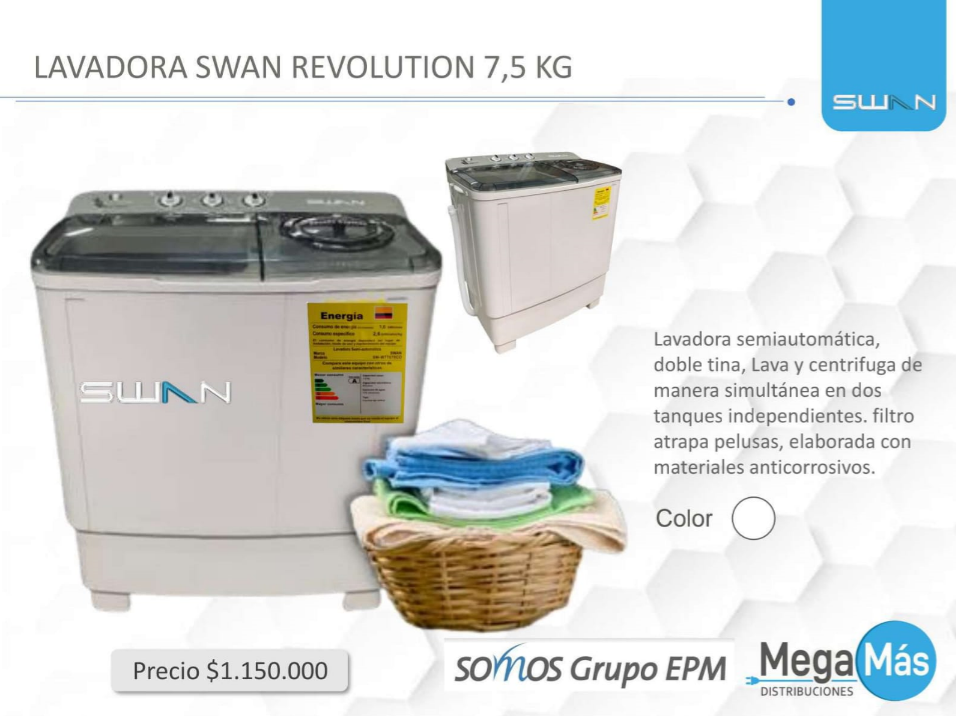 LAVADORA SWAN REVOLUTION 7,5 KG
SWAN
SWAN
Energía
SWAN
Lavadora semiautomática,
doble tina, Lava y centrifuga de
manera simultánea en dos
tanques independientes. filtro
atrapa pelusas, elaborada con
materiales anticorrosivos.
Color
Precio $1.150.000
somos Grupo EPM
Mega Más
DISTRIBUCIONES